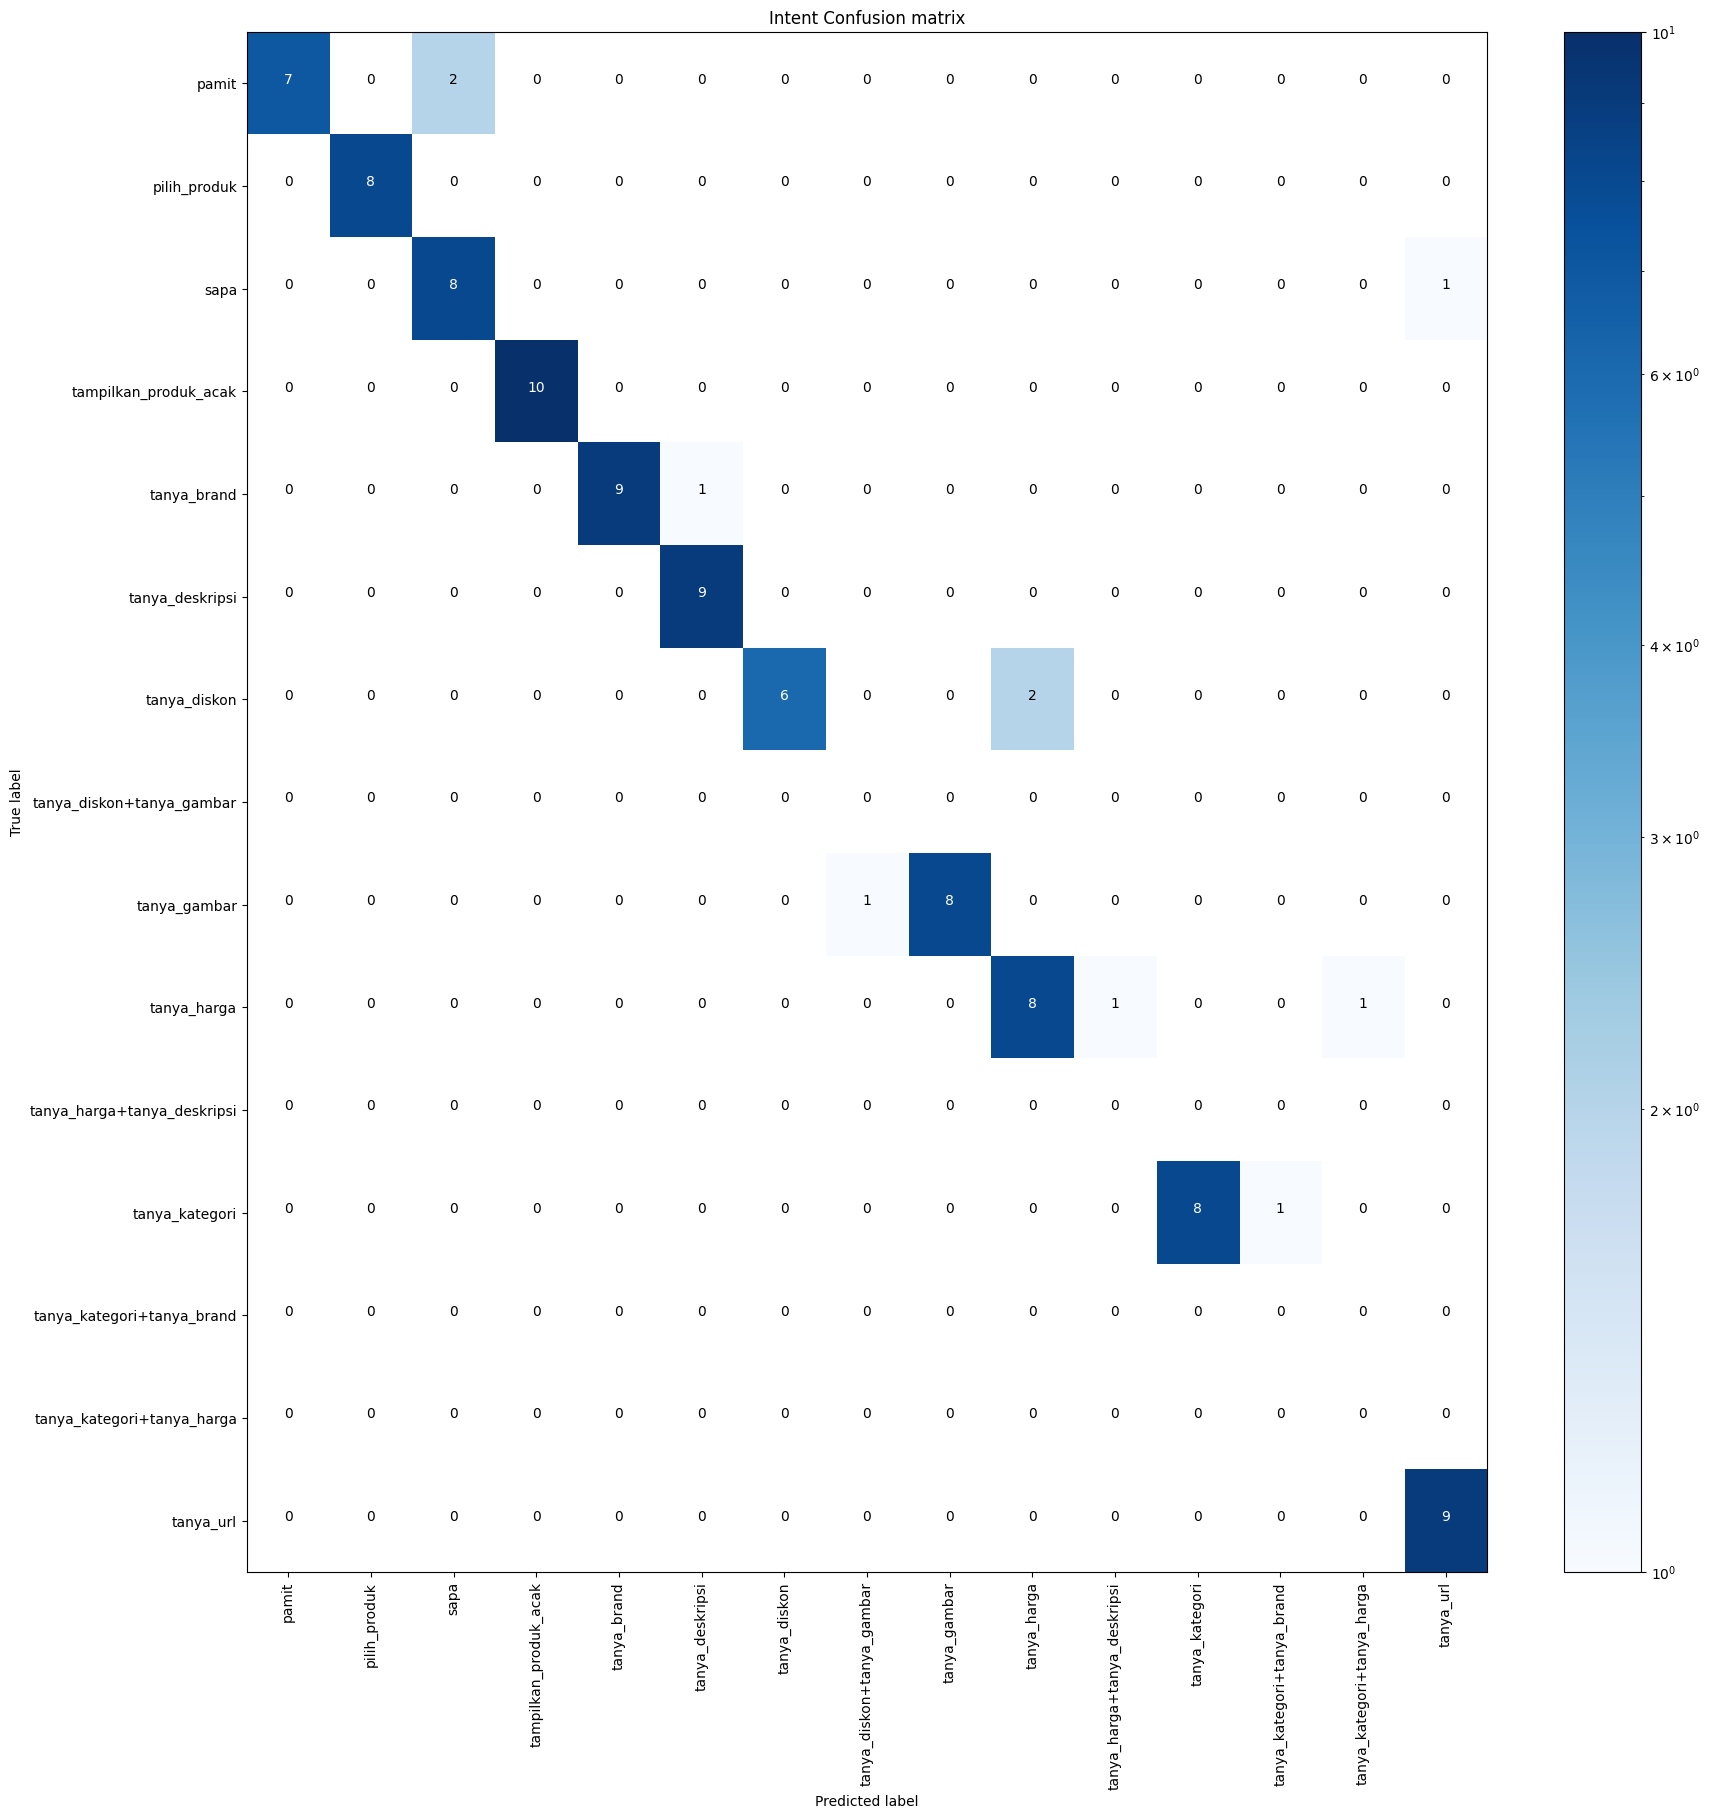 Intent Confusion matrix
True label
pamit 7 0 2 0 0 0 0 0 0 0 0 0 0 0 0
pilih_produk 0 8 0 0 0 0 0 0 0 0 0 0 0 0 0
sapa 0 0 8 0 0 0 0 0 0 0 0 0 0 0 1
tampilkan_produk_acak 0 0 0 10 0 0 0 0 0 0 0 0 0 0 0
tanya_brand 0 0 0 0 9 1 0 0 0 0 0 0 0 0 0
tanya_deskripsi 0 0 0 0 0 9 0 0 0 0 0 0 0 0 0
tanya_diskon 0 0 0 0 0 0 6 0 0 2 0 0 0 0 0
tanya_diskon+tanya_gambar 0 0 0 0 0 0 0 0 0 0 0 0 0 0 0
tanya_gambar 0 0 0 0 0 0 0 1 8 0 0 0 0 0 0
tanya_harga 0 0 0 0 0 0 0 0 0 8 1 0 0 1 0
tanya_harga+tanya_deskripsi 0 0 0 0 0 0 0 0 0 0 0 0 0 0 0
tanya_kategori 0 0 0 0 0 0 0 0 0 0 0 8 1 0 0
tanya_kategori+tanya_brand 0 0 0 0 0 0 0 0 0 0 0 0 0 0 0
tanya_kategori+tanya_harga 0 0 0 0 0 0 0 0 0 0 0 0 0 0 0
tanya_url 0 0 0 0 0 0 0 0 0 0 0 0 0 0 9
pamit
pilih_produk
sapa
tampilkan_produk_acak
tanya_brand
tanya_deskripsi
tanya_diskon
tanya_diskon+tanya_gambar
tanya_gambar
tanya_harga
tanya_harga+tanya_deskripsi
tanya_kategori
tanya_kategori+tanya_brand
tanya_kategori+tanya_harga
tanya_url
Predicted label
10¹
6 × 10⁰
4 × 10⁰
3 × 10⁰
2 × 10⁰
10⁰